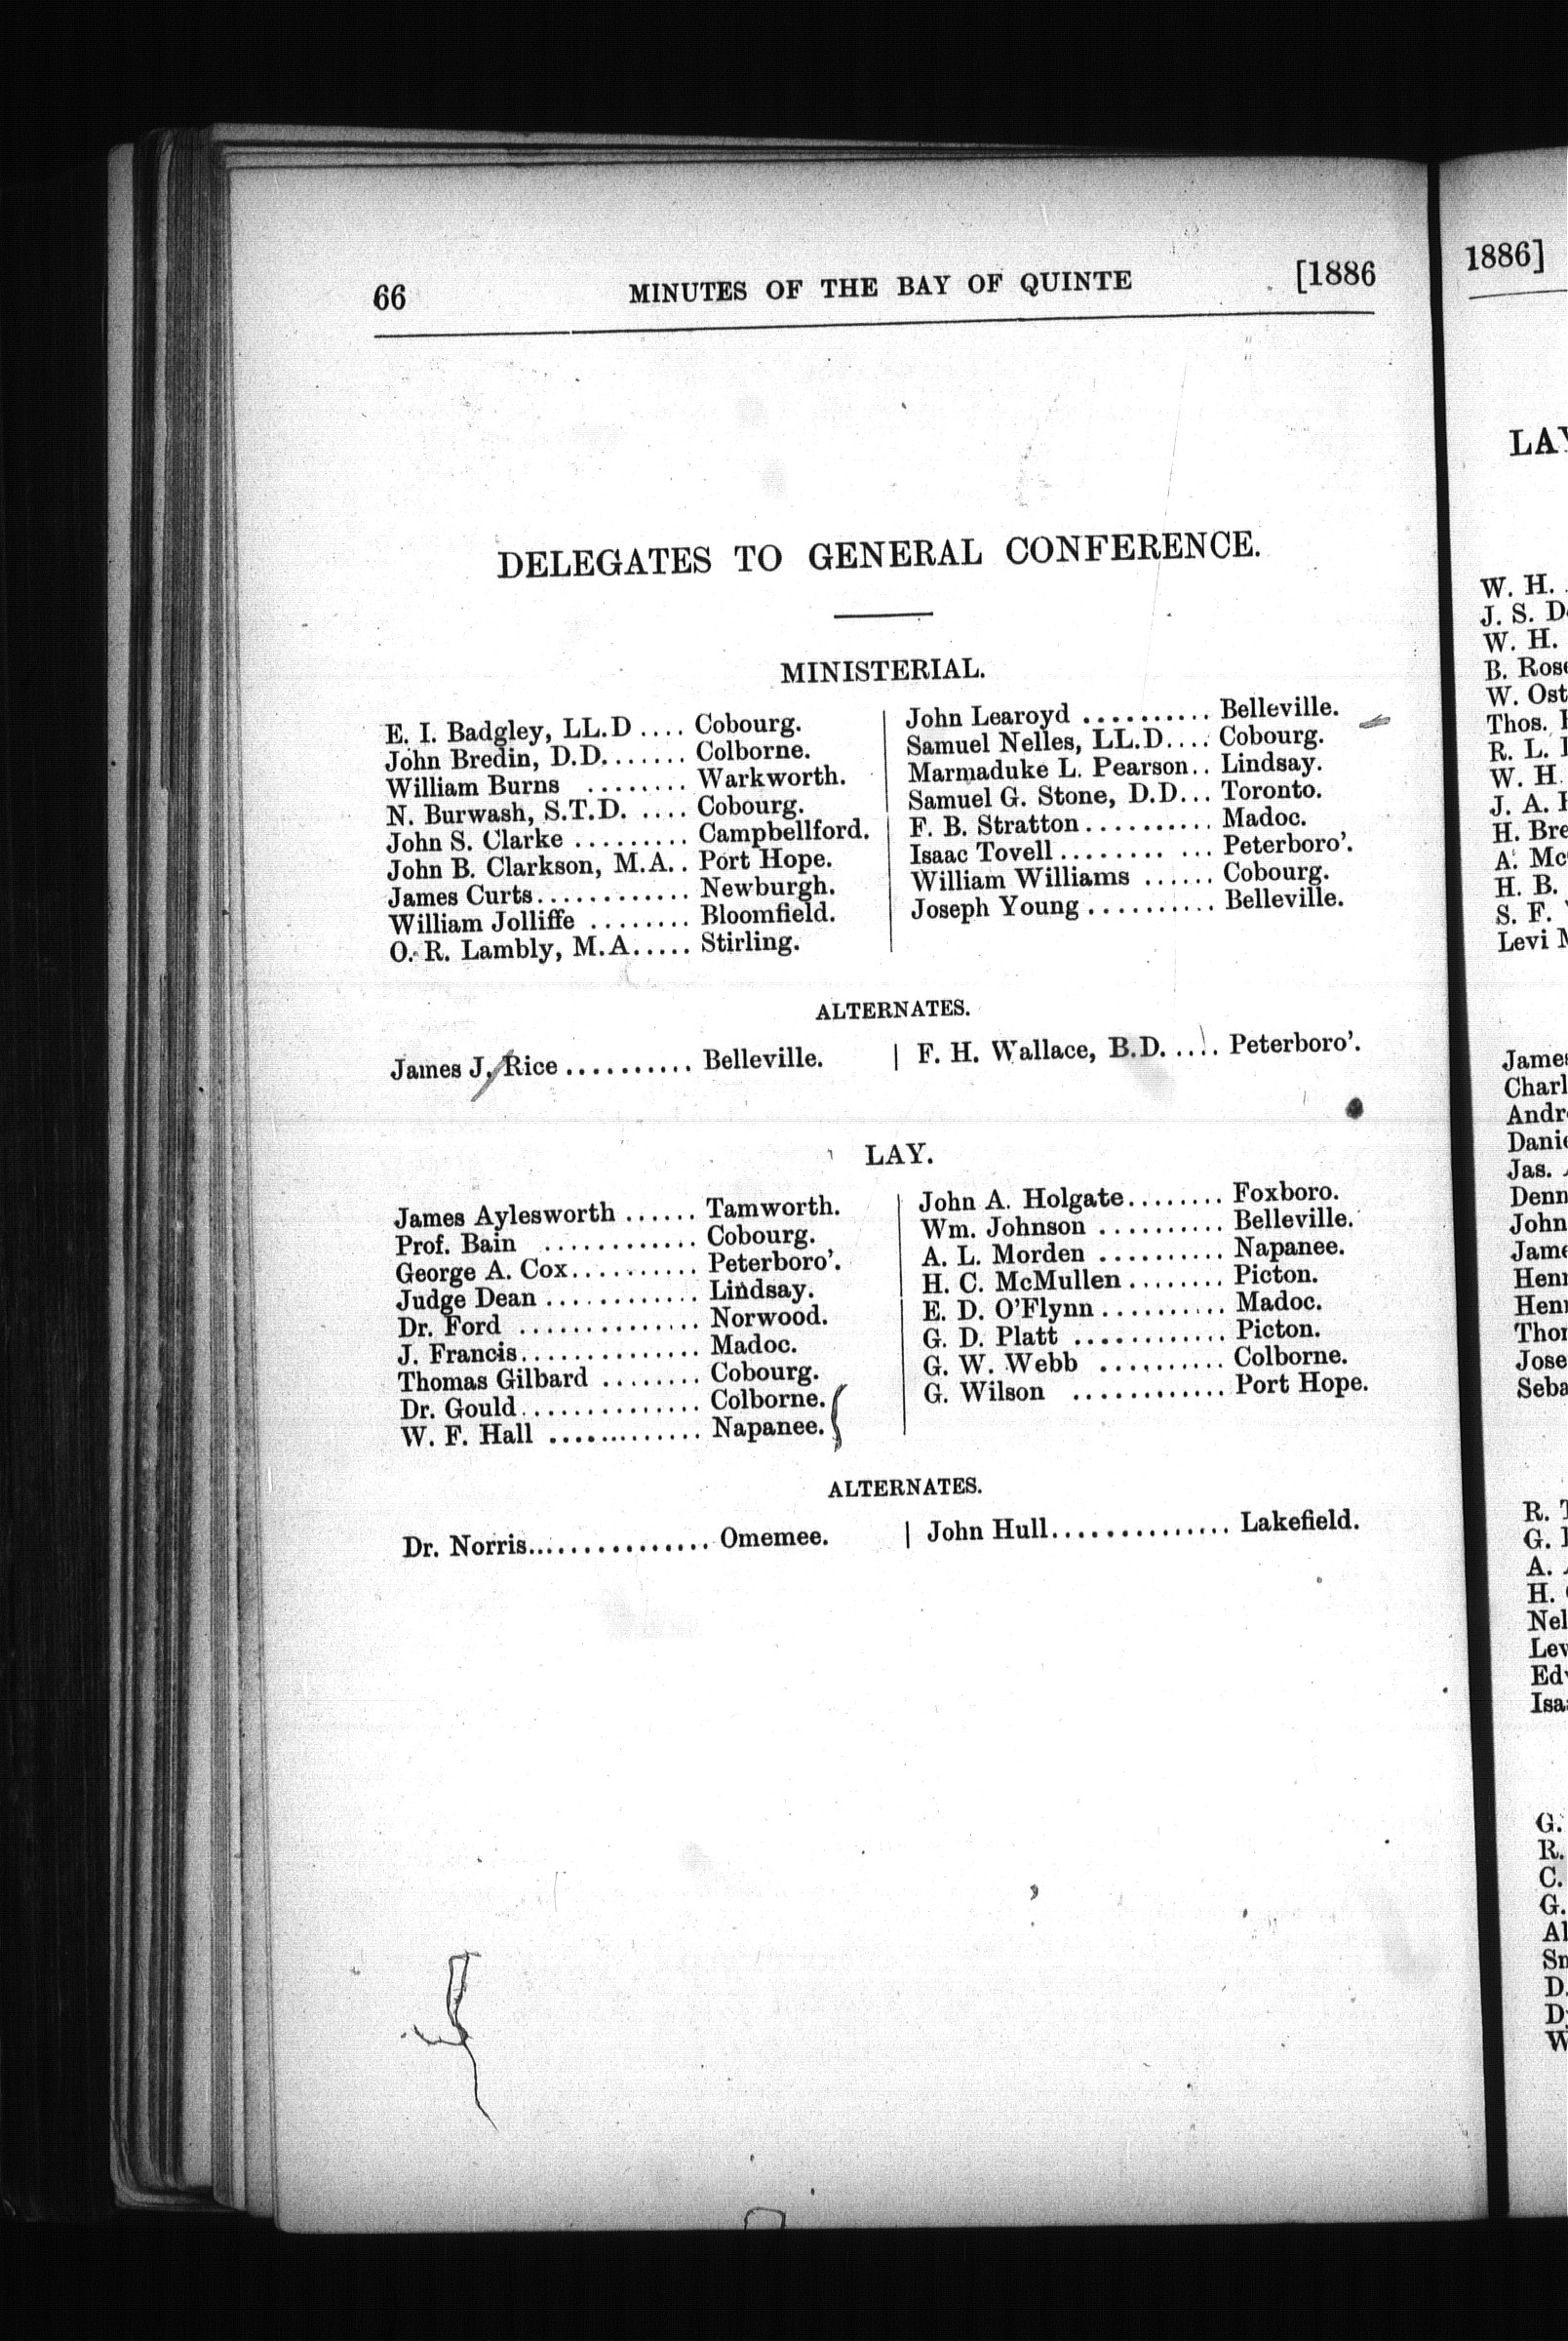 66 MINUTES OF THE BAY OF QUINTE [1886
DELEGATES TO GENERAL CONFERENCE.
MINISTERIAL.
E. I. Badgley, LL.D .... Cobourg.
John Bredin, D.D....... Colborne.
William Burns ........ Warkworth.
N. Burwash, S.T.D. .... Cobourg.
John S. Clarke ......... Campbellford.
John B. Clarkson, M.A.. Port Hope.
James Curts............ Newburgh.
William Jolliffe ........ Bloomfield.
O. R. Lambly, M.A..... Stirling.
John Learoyd .......... Belleville.
Samuel Nelles, LL.D.... Cobourg.
Marmaduke L. Pearson.. Lindsay.
Samuel G. Stone, D.D... Toronto.
F. B. Stratton.......... Madoc.
Isaac Tovell........ ... Peterboro'.
William Williams ...... Cobourg.
Joseph Young.......... Belleville.
ALTERNATES.
James J. Rice .......... Belleville.
F. H. Wallace, B.D. .... Peterboro'.
LAY.
James Aylesworth ...... Tamworth.
Prof. Bain ............ Cobourg.
George A. Cox.......... Peterboro'.
Judge Dean ............ Lindsay.
Dr. Ford .............. Norwood.
J. Francis.............. Madoc.
Thomas Gilbard ........ Cobourg.
Dr. Gould.............. Colborne.
W. F. Hall ............ Napanee.
John A. Holgate........ Foxboro.
Wm. Johnson .......... Belleville.
A. L. Morden .......... Napanee.
H. C. McMullen........ Picton.
E. D. O'Flynn.......... Madoc.
G. D. Platt ............ Picton.
G. W. Webb .......... Colborne.
G. Wilson ............ Port Hope.
ALTERNATES.
Dr. Norris.............. Omemee.
John Hull.............. Lakefield.
1886]
W. H.
J. S.
W. H.
B.
W.
Thos.
R. L.
W. H.
J. A.
H.
A.
H. B.
S. F.
Levi
James
Jas.
John
R.
G.
A.
H.
G.
R.
C.
G.
D.